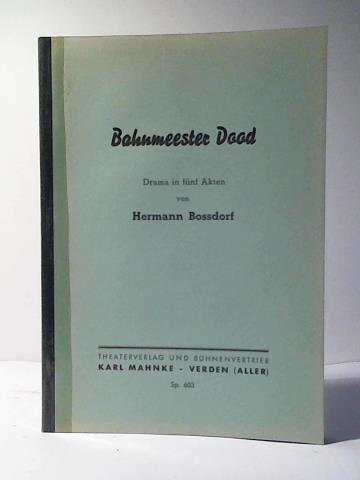 Bahnmeester Dood
Drama in fünf Akten
von
Hermann Bossdorf
THEATERVERLAG UND BÜHNENVERTRIEB
KARL MAHNKE - VERDEN (ALLER)
Sp. 603